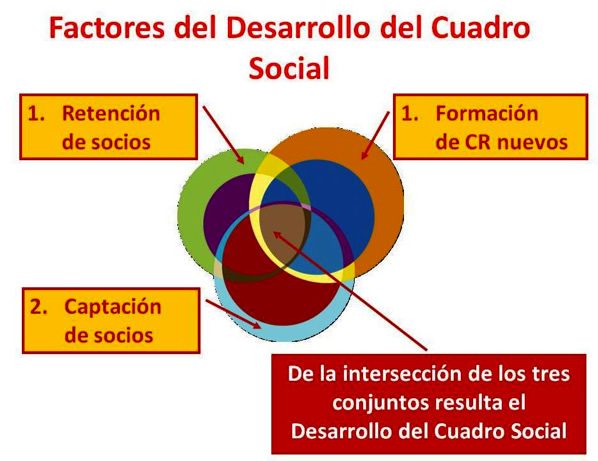 Factores del Desarrollo del Cuadro
Social
1. Retención
de socios
1. Formación
de CR nuevos
2. Captación
de socios
De la intersección de los tres
conjuntos resulta el
Desarrollo del Cuadro Social